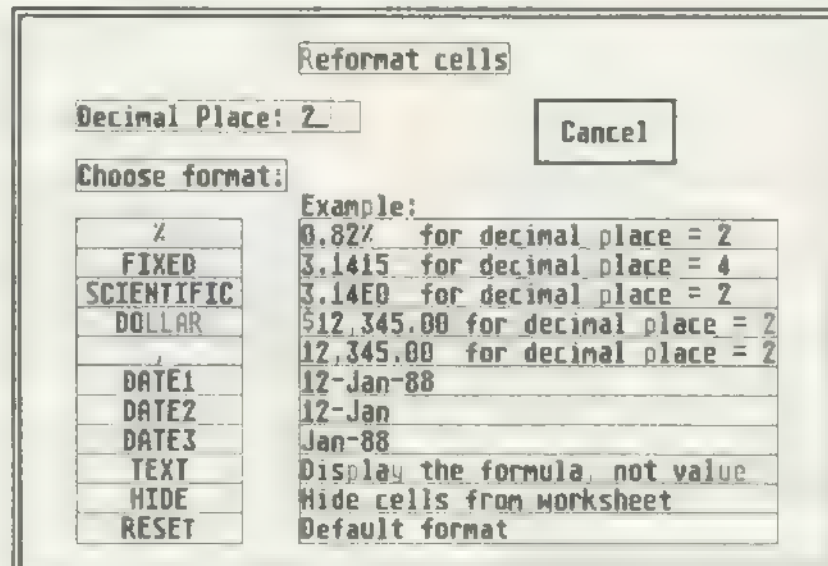 Reformat cells
Decimal Place: 2_
Cancel
Choose format:
Example:
% 0.82% for decimal place = 2
FIXED 3.1415 for decimal place = 4
SCIENTIFIC 3.14E0 for decimal place = 2
DOLLAR $12,345.00 for decimal place = 2
, 12,345.00 for decimal place = 2
DATE1 12-Jan-88
DATE2 12-Jan
DATE3 Jan-88
TEXT Display the formula, not value
HIDE Hide cells from worksheet
RESET Default format